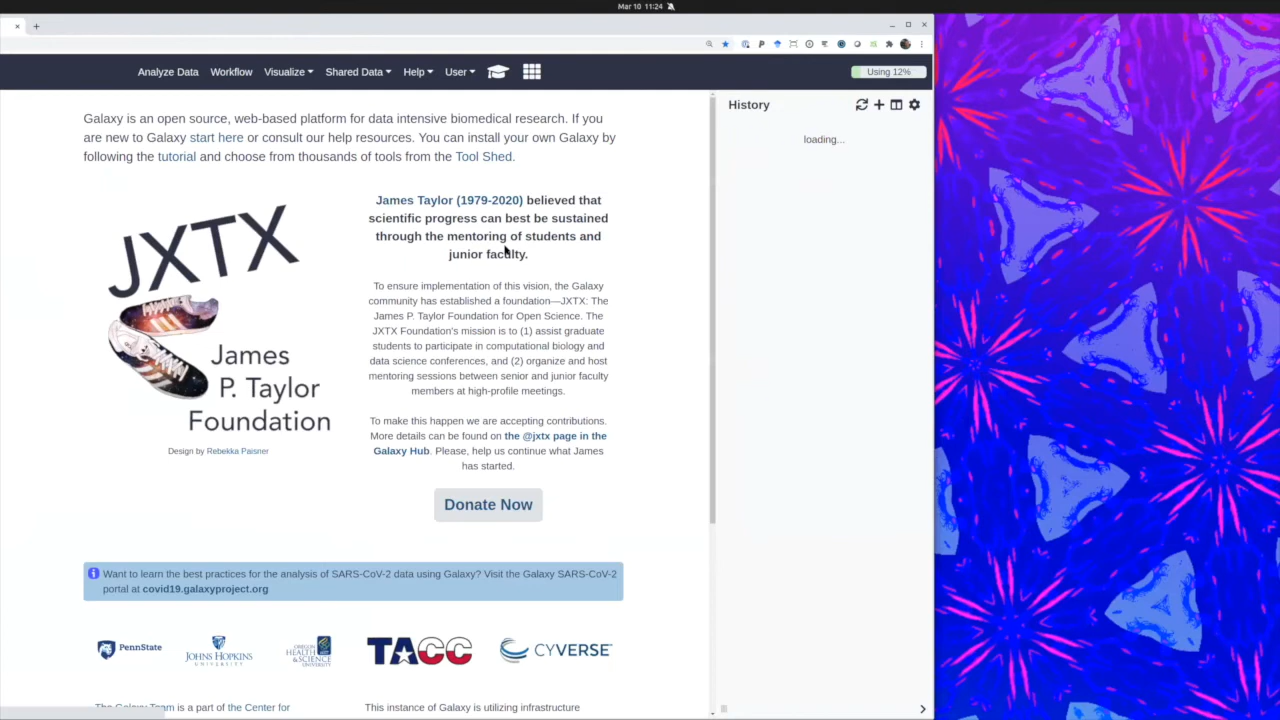 Mar 10 11:24
Analyze Data Workflow Visualize Shared Data Help User
Using 12%
Galaxy is an open source, web-based platform for data intensive biomedical research. If you
are new to Galaxy start here or consult our help resources. You can install your own Galaxy by
following the tutorial and choose from thousands of tools from the Tool Shed.
JXTX
James
P. Taylor
Foundation
Design by Rebekka Paisner
James Taylor (1979-2020) believed that
scientific progress can best be sustained
through the mentoring of students and
junior faculty.
To ensure implementation of this vision, the Galaxy
community has established a foundation—JXTX: The
James P. Taylor Foundation for Open Science. The
JXTX Foundation's mission is to (1) assist graduate
students to participate in computational biology and
data science conferences, and (2) organize and host
mentoring sessions between senior and junior faculty
members at high-profile meetings.
To make this happen we are accepting contributions.
More details can be found on the @jxtx page in the
Galaxy Hub. Please, help us continue what James
has started.
Donate Now
Want to learn the best practices for the analysis of SARS-CoV-2 data using Galaxy? Visit the Galaxy SARS-CoV-2
portal at covid19.galaxyproject.org
PennState
JOHNS HOPKINS
UNIVERSITY
OREGON
HEALTH
& SCIENCE
UNIVERSITY
TACC
CYVERSE
The Galaxy Team is a part of the Center for
This instance of Galaxy is utilizing infrastructure
History
loading...